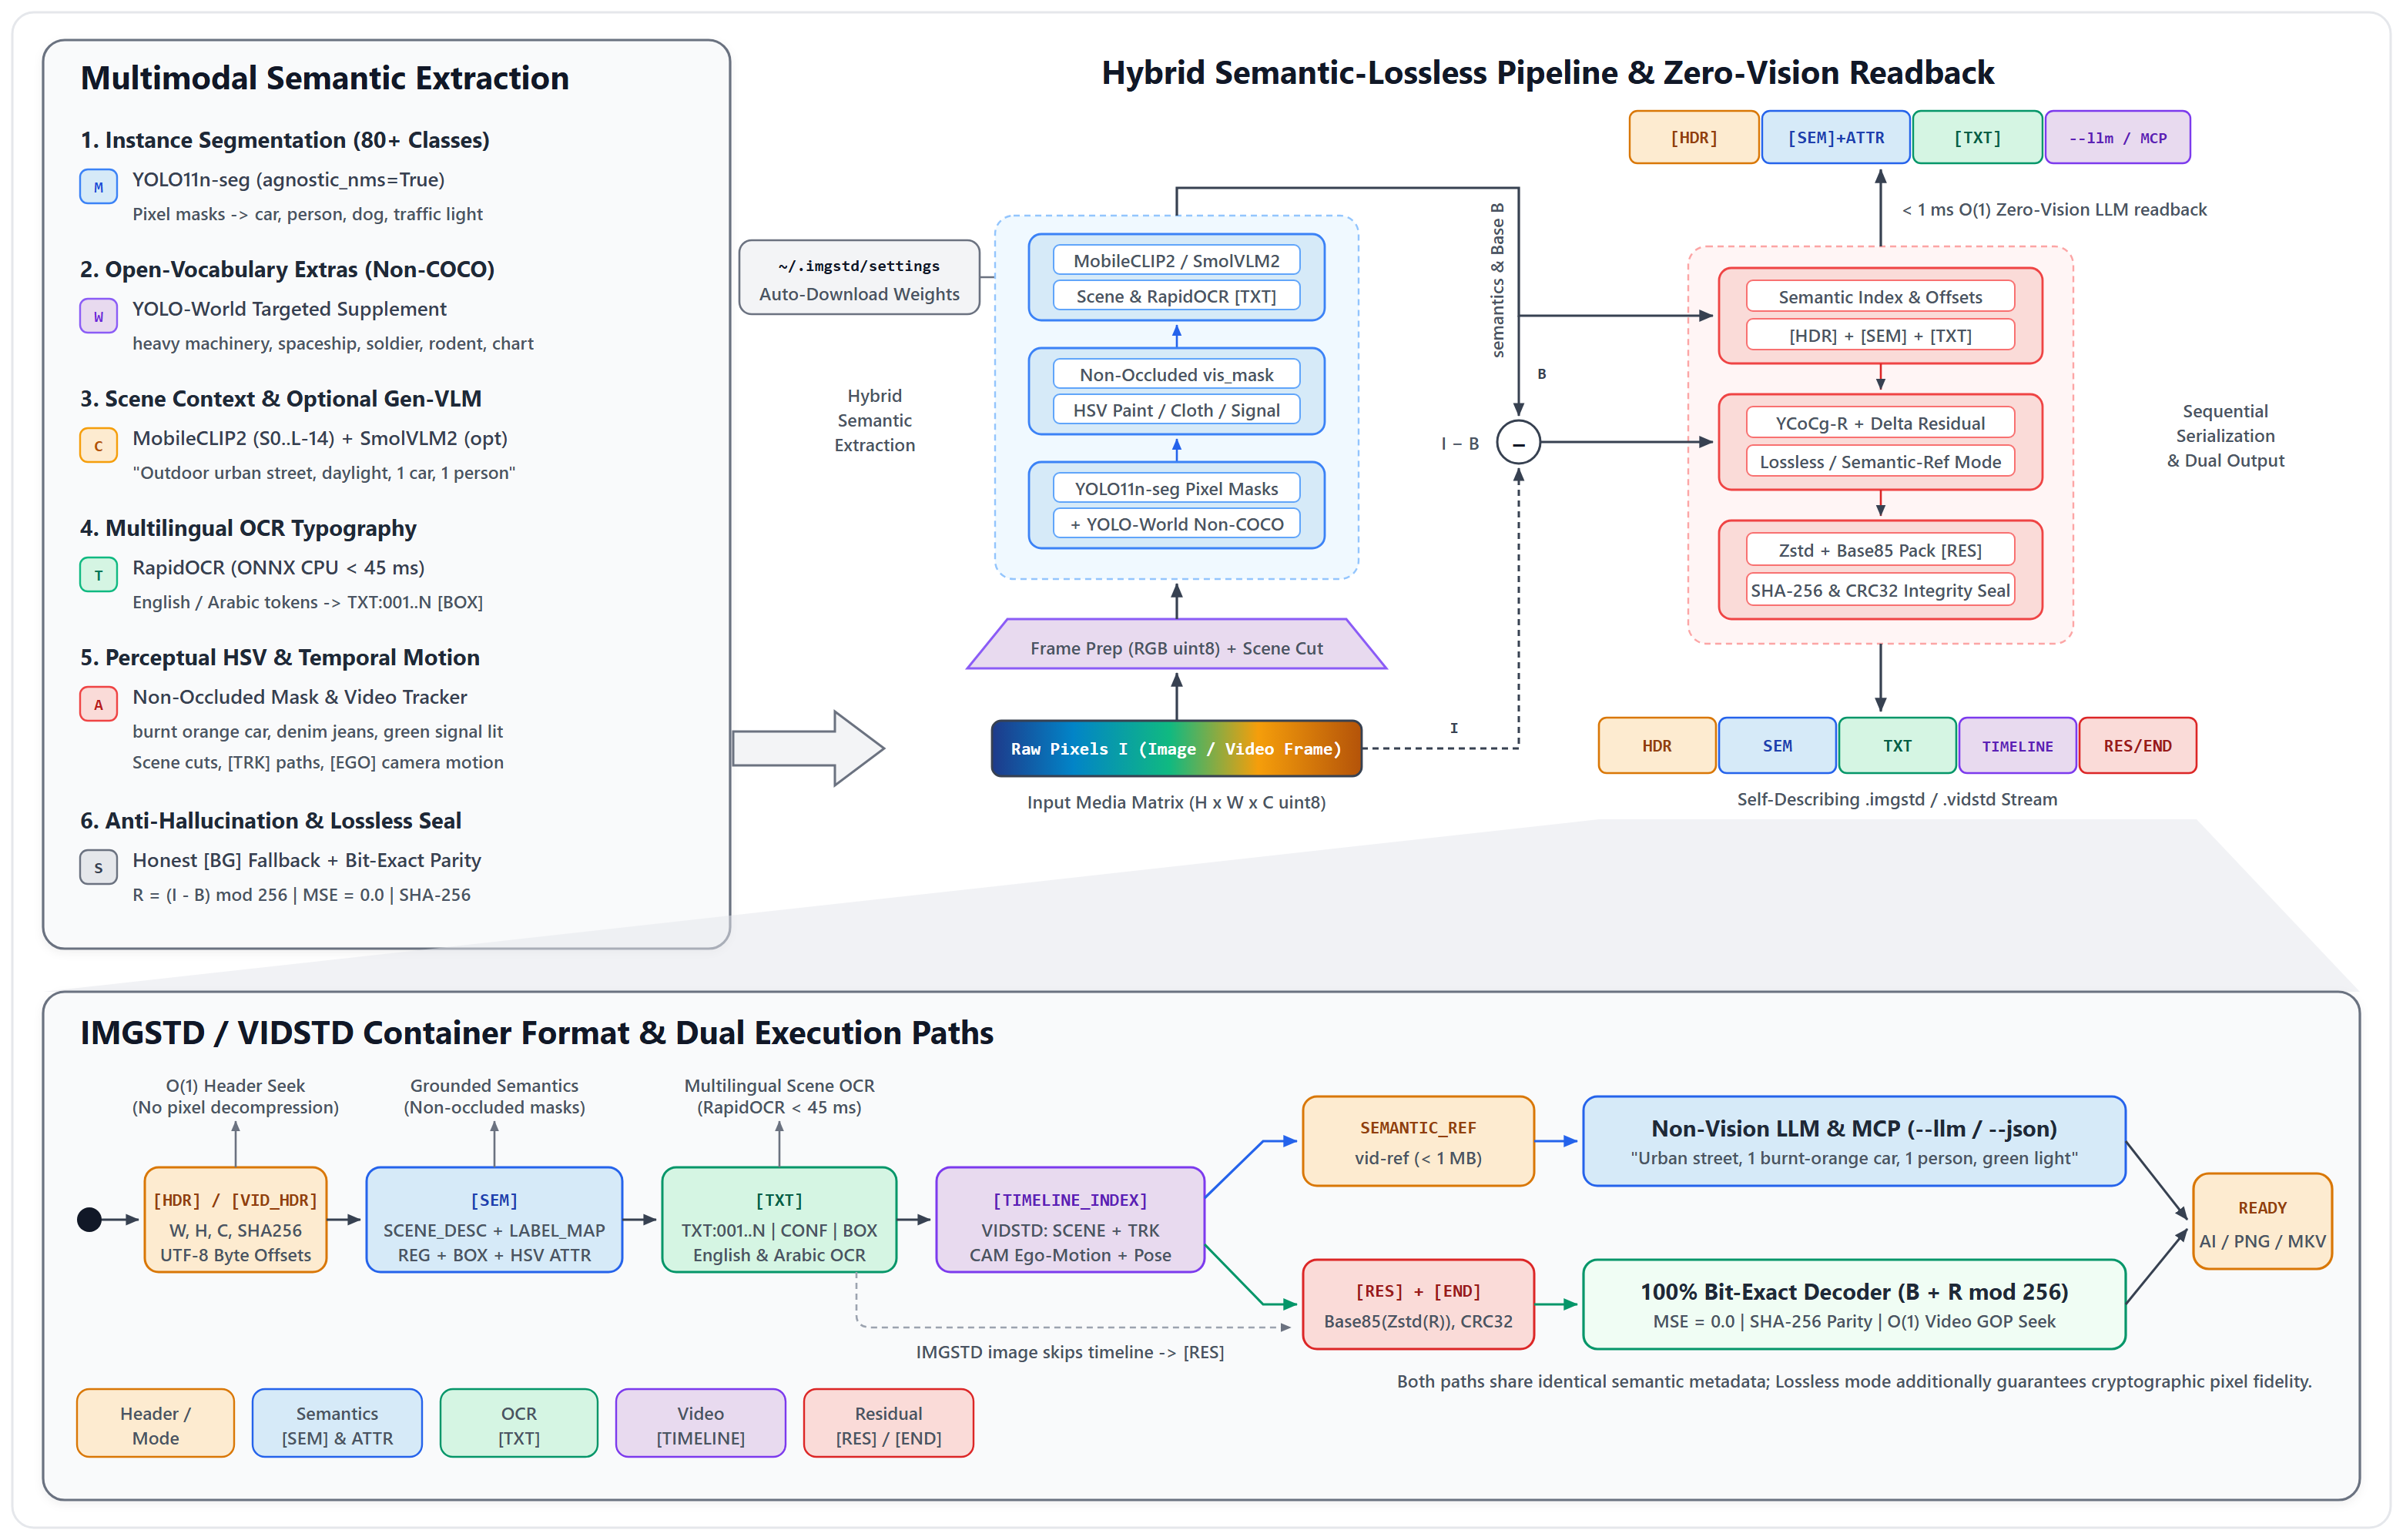 Multimodal Semantic Extraction
1. Instance Segmentation (80+ Classes)
M
YOLO11n-seg (agnostic_nms=True)
Pixel masks -> car, person, dog, traffic light
2. Open-Vocabulary Extras (Non-COCO)
W
YOLO-World Targeted Supplement
heavy machinery, spaceship, soldier, rodent, chart
3. Scene Context & Optional Gen-VLM
C
MobileCLIP2 (S0..L-14) + SmolVLM2 (opt)
"Outdoor urban street, daylight, 1 car, 1 person"
4. Multilingual OCR Typography
T
RapidOCR (ONNX CPU < 45 ms)
English / Arabic tokens -> TXT:001..N [BOX]
5. Perceptual HSV & Temporal Motion
A
Non-Occluded Mask & Video Tracker
burnt orange car, denim jeans, green signal lit
Scene cuts, [TRK] paths, [EGO] camera motion
6. Anti-Hallucination & Lossless Seal
S
Honest [BG] Fallback + Bit-Exact Parity
R = (I - B) mod 256 | MSE = 0.0 | SHA-256
Hybrid Semantic-Lossless Pipeline & Zero-Vision Readback
[HDR]
[SEM]+ATTR
[TXT]
--llm / MCP
< 1 ms O(1) Zero-Vision LLM readback
~/.imgstd/settings
Auto-Download Weights
MobileCLIP2 / SmolVLM2
Scene & RapidOCR [TXT]
Non-Occluded vis_mask
HSV Paint / Cloth / Signal
YOLO11n-seg Pixel Masks
+ YOLO-World Non-COCO
Hybrid
Semantic
Extraction
semantics & Base B
B
I − B
−
I
Frame Prep (RGB uint8) + Scene Cut
Raw Pixels I (Image / Video Frame)
Input Media Matrix (H x W x C uint8)
Semantic Index & Offsets
[HDR] + [SEM] + [TXT]
YCoCg-R + Delta Residual
Lossless / Semantic-Ref Mode
Zstd + Base85 Pack [RES]
SHA-256 & CRC32 Integrity Seal
Sequential
Serialization
& Dual Output
HDR
SEM
TXT
TIMELINE
RES/END
Self-Describing .imgstd / .vidstd Stream
IMGSTD / VIDSTD Container Format & Dual Execution Paths
O(1) Header Seek
(No pixel decompression)
Grounded Semantics
(Non-occluded masks)
Multilingual Scene OCR
(RapidOCR < 45 ms)
[HDR] / [VID_HDR]
W, H, C, SHA256
UTF-8 Byte Offsets
[SEM]
SCENE_DESC + LABEL_MAP
REG + BOX + HSV ATTR
[TXT]
TXT:001..N | CONF | BOX
English & Arabic OCR
[TIMELINE_INDEX]
VIDSTD: SCENE + TRK
CAM Ego-Motion + Pose
SEMANTIC_REF
vid-ref (< 1 MB)
Non-Vision LLM & MCP (--llm / --json)
"Urban street, 1 burnt-orange car, 1 person, green light"
[RES] + [END]
Base85(Zstd(R)), CRC32
100% Bit-Exact Decoder (B + R mod 256)
MSE = 0.0 | SHA-256 Parity | O(1) Video GOP Seek
READY
AI / PNG / MKV
IMGSTD image skips timeline -> [RES]
Both paths share identical semantic metadata; Lossless mode additionally guarantees cryptographic pixel fidelity.
Header /
Mode
Semantics
[SEM] & ATTR
OCR
[TXT]
Video
[TIMELINE]
Residual
[RES] / [END]